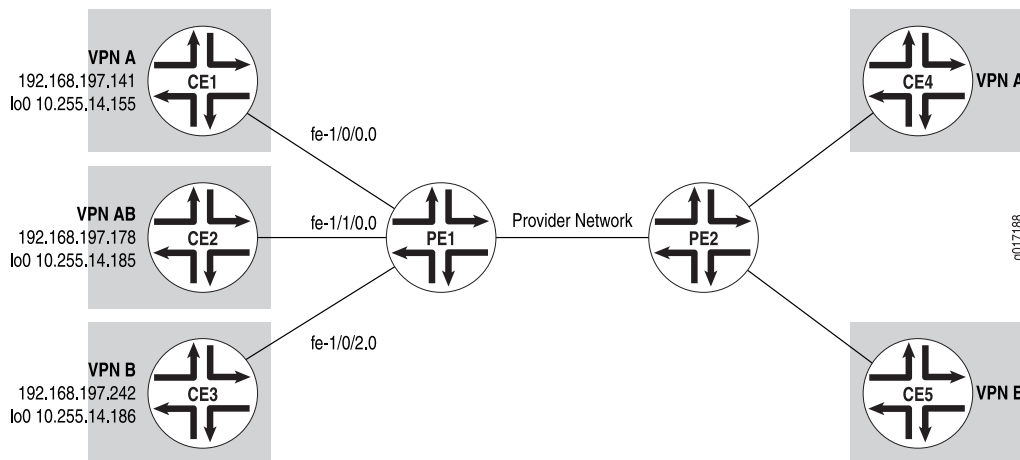 VPN A
192.168.197.141
lo0 10.255.14.155
CE1
fe-1/0/0.0
VPN AB
192.168.197.178
lo0 10.255.14.185
CE2
fe-1/1/0.0
PE1
Provider Network
PE2
VPN B
192.168.197.242
lo0 10.255.14.186
CE3
fe-1/0/2.0
CE4
VPN A
CE5
VPN B
g017188